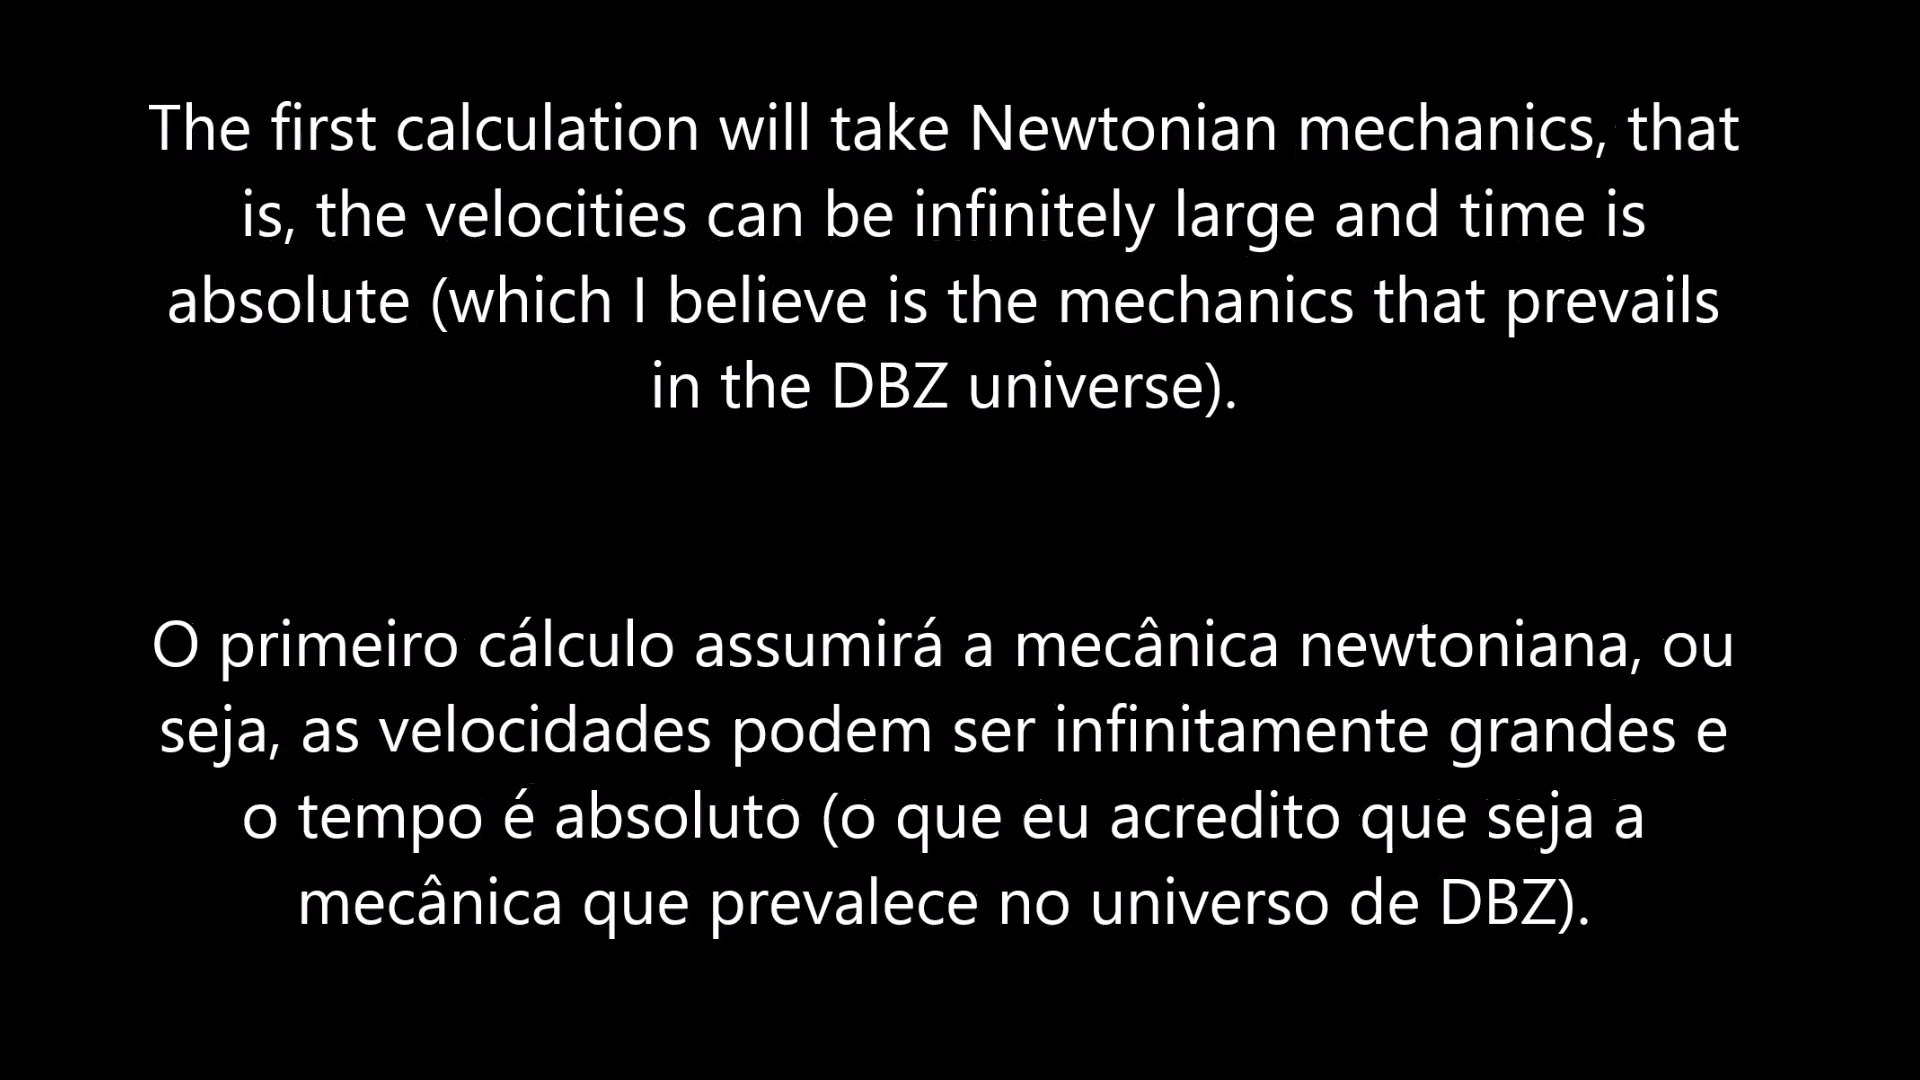 The first calculation will take Newtonian mechanics, that
is, the velocities can be infinitely large and time is
absolute (which I believe is the mechanics that prevails
in the DBZ universe).
O primeiro cálculo assumirá a mecânica newtoniana, ou
seja, as velocidades podem ser infinitamente grandes e
o tempo é absoluto (o que eu acredito que seja a
mecânica que prevalece no universo de DBZ).